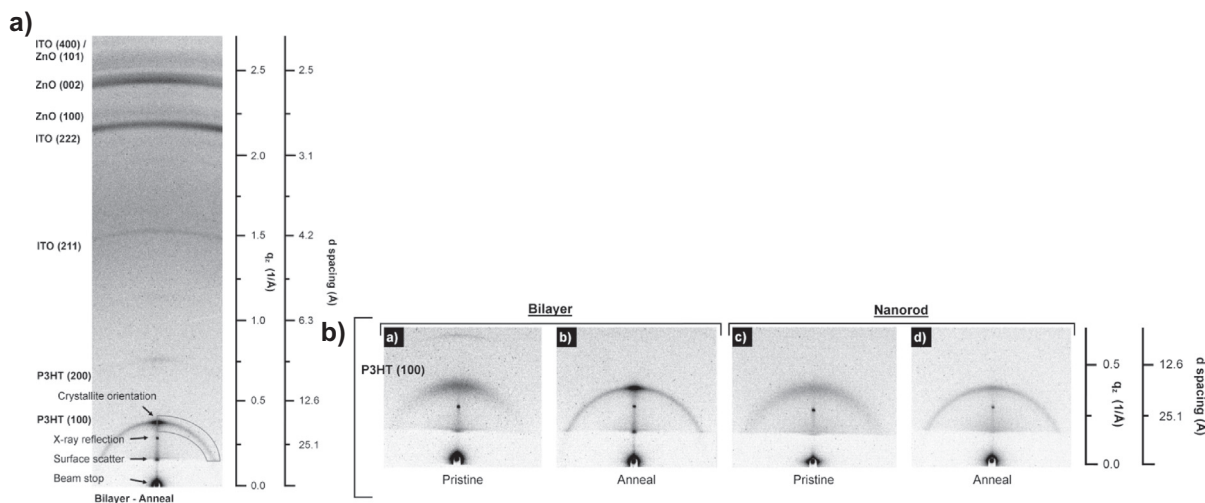 a)
ITO (400) /
ZnO (101)
ZnO (002)
ZnO (100)
ITO (222)
ITO (211)
P3HT (200)
Crystallite orientation
P3HT (100)
X-ray reflection
Surface scatter
Beam stop
Bilayer - Anneal
2.5
2.0
1.5
1.0
0.5
0.0
qz (1/A)
2.5
3.1
4.2
6.3
12.6
25.1
d spacing (A)
b)
Bilayer
Nanorod
a)
b)
c)
d)
P3HT (100)
Pristine
Anneal
Pristine
Anneal
0.5
0.0
qz (1/A)
12.6
25.1
d spacing (A)